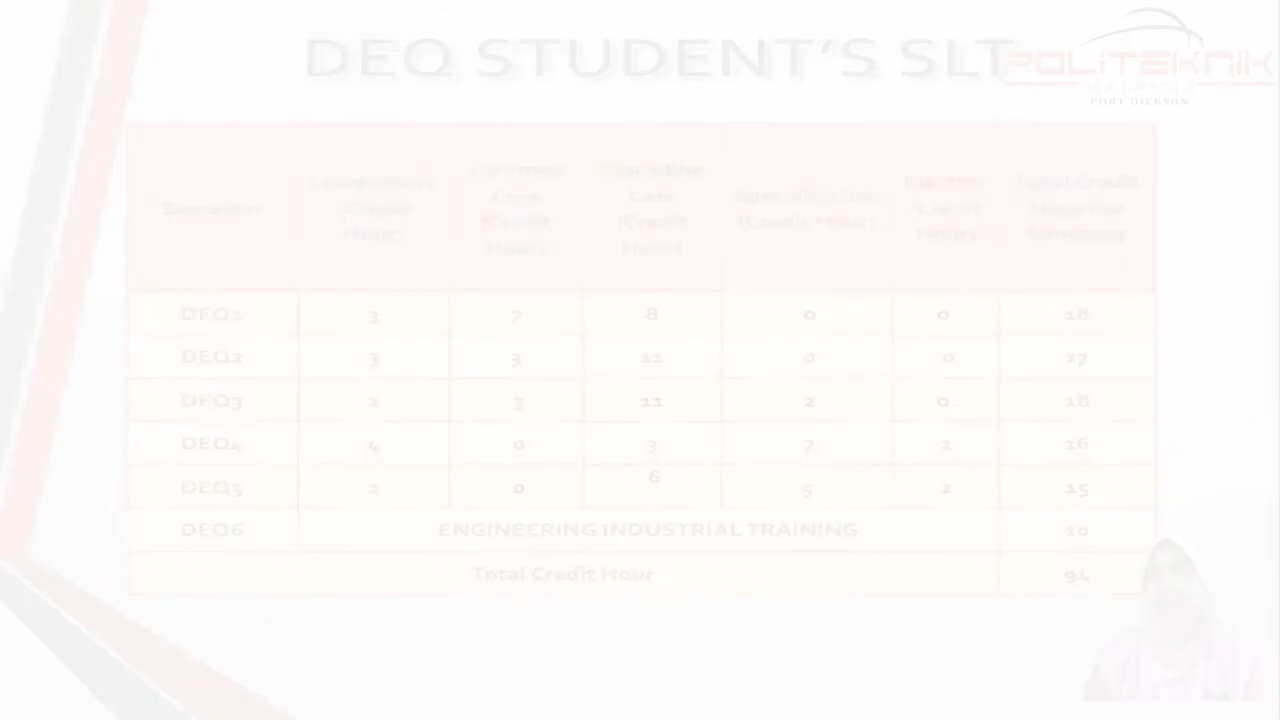 DEQ STUDENT'S SLT
POLITEKNIK
MALAYSIA
PORT DICKSON
Semester
Compulsory (Credit Hour)
Common Core (Credit Hour)
Discipline Core (Credit Hour)
Specialization (Credit Hour)
Elective (Credit Hour)
Total Credit Hour Per Semester
DEQ1 3 7 8 0 0 18
DEQ12 3 3 11 0 0 17
DEQ3 2 3 11 2 0 18
DEQ4 4 0 3 7 2 16
DEQ5 2 0 6 5 2 15
DEQ6 ENGINEERING INDUSTRIAL TRAINING 10
Total Credit Hour 94